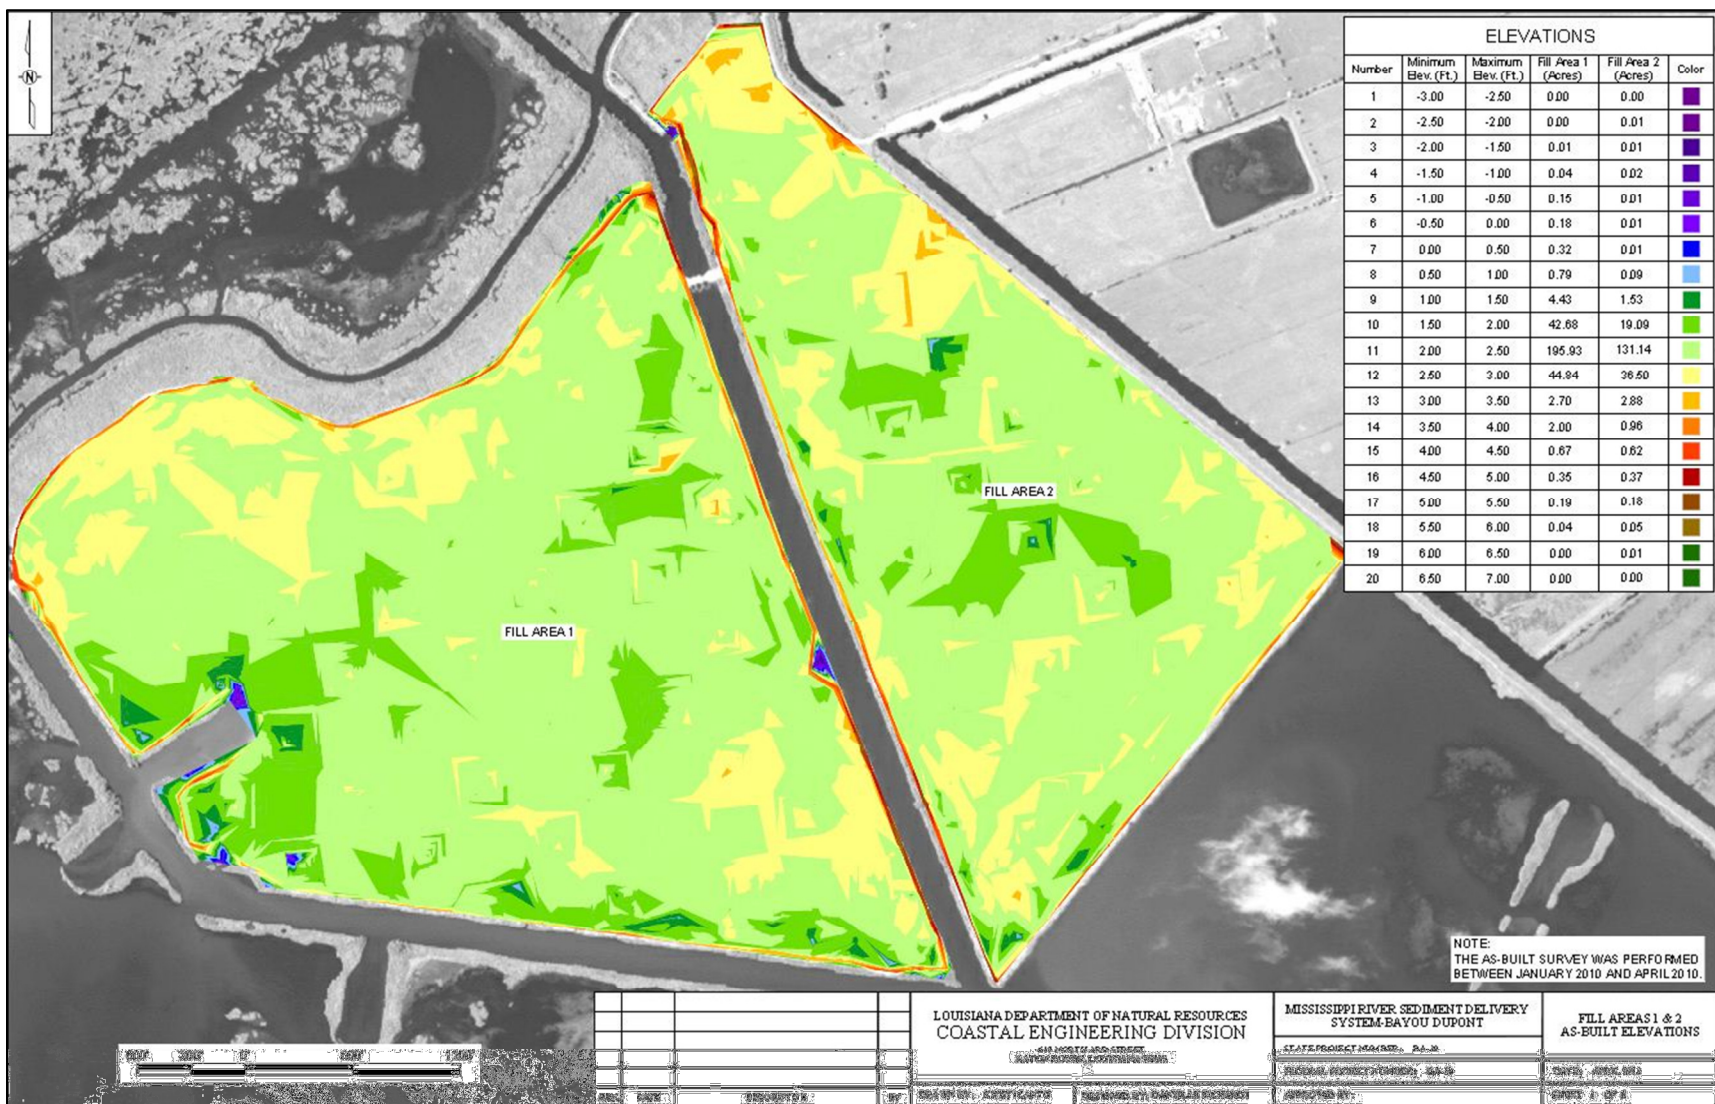 N
ELEVATIONS
Number Minimum Elev. (Ft.) Maximum Elev. (Ft.) Fill Area 1 (Acres) Fill Area 2 (Acres) Color
1 -3.00 -2.50 0.00 0.00
2 -2.50 -2.00 0.00 0.01
3 -2.00 -1.50 0.01 0.01
4 -1.50 -1.00 0.04 0.02
5 -1.00 -0.50 0.15 0.01
6 -0.50 0.00 0.18 0.01
7 0.00 0.50 0.32 0.01
8 0.50 1.00 0.79 0.09
9 1.00 1.50 4.43 1.53
10 1.50 2.00 42.68 19.09
11 2.00 2.50 195.93 131.14
12 2.50 3.00 44.84 36.50
13 3.00 3.50 2.70 2.88
14 3.50 4.00 2.00 0.96
15 4.00 4.50 0.67 0.62
16 4.50 5.00 0.35 0.37
17 5.00 5.50 0.19 0.18
18 5.50 6.00 0.04 0.05
19 6.00 6.50 0.00 0.01
20 6.50 7.00 0.00 0.00
FILL AREA 2
FILL AREA 1
NOTE:
THE AS-BUILT SURVEY WAS PERFORMED
BETWEEN JANUARY 2010 AND APRIL 2010.
LOUISIANA DEPARTMENT OF NATURAL RESOURCES
COASTAL ENGINEERING DIVISION
MISSISSIPPI RIVER SEDIMENT DELIVERY
SYSTEM-BAYOU DUPONT
FILL AREAS 1 & 2
AS-BUILT ELEVATIONS